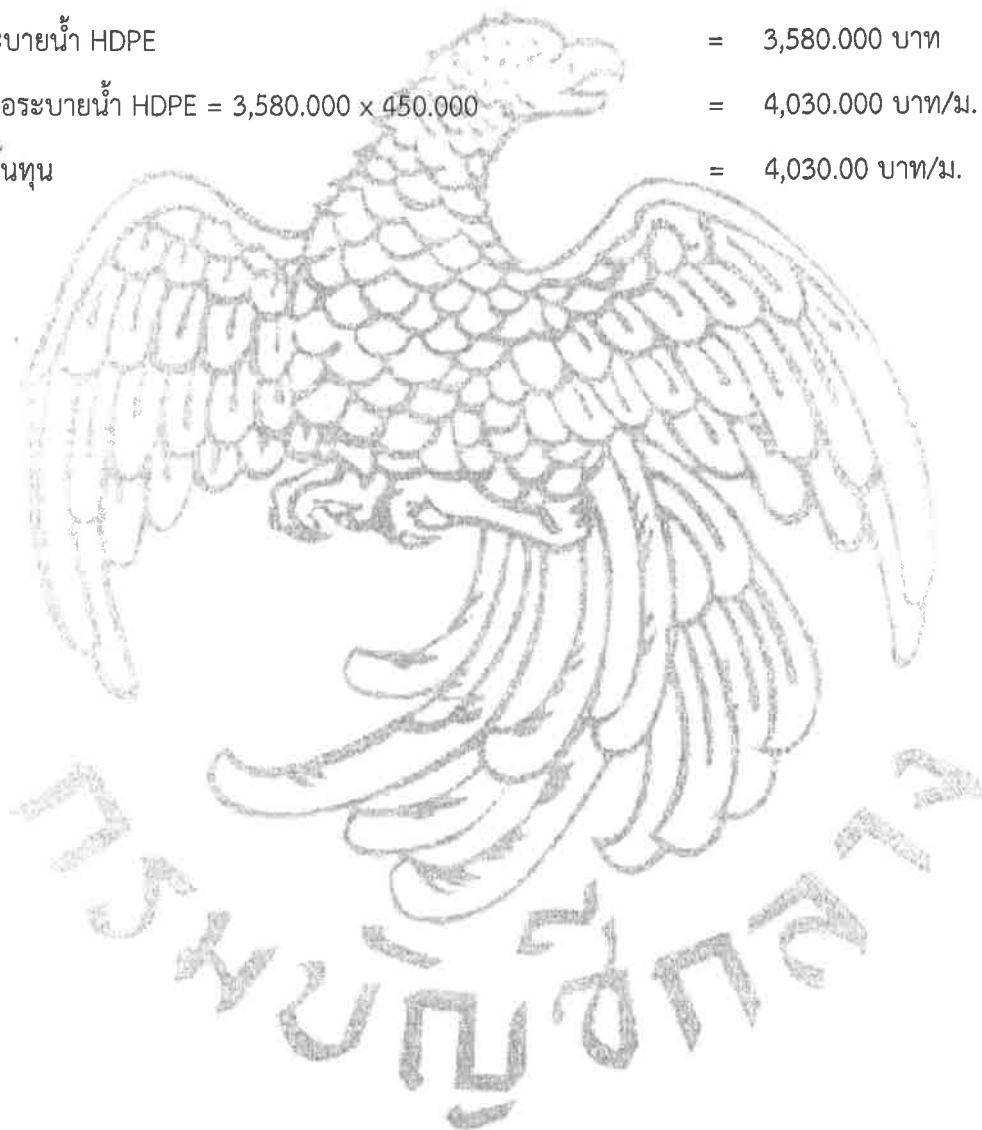 ะบายน้ำ HDPE = 3,580.000 บาท
อระบายน้ำ HDPE = 3,580.000 x 450.000 = 4,030.000 บาท/ม.
้นทุน = 4,030.00 บาท/ม.
กรมบัญชีกลาง